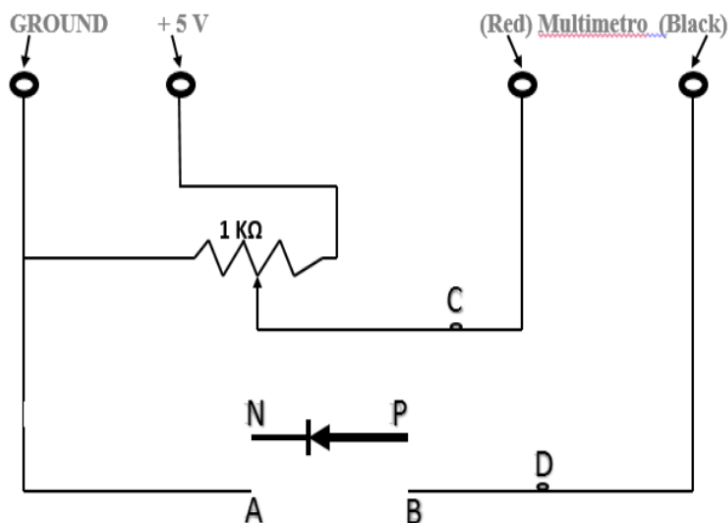 GROUND + 5 V (Red) Multimetro (Black)
1 KΩ
C
N P
D
A B